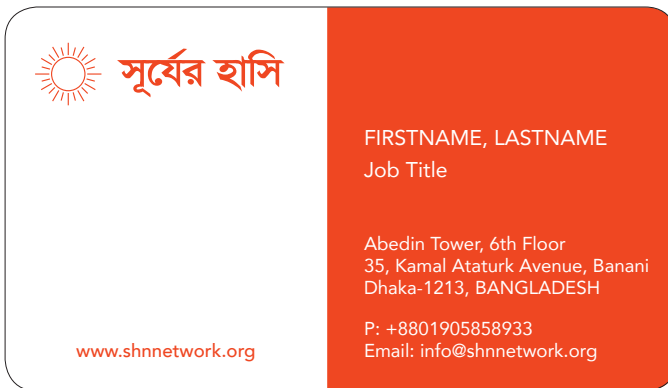 সূর্যের হাসি
www.shnnetwork.org
FIRSTNAME, LASTNAME
Job Title
Abedin Tower, 6th Floor
35, Kamal Ataturk Avenue, Banani
Dhaka-1213, BANGLADESH
P: +8801905858933
Email: info@shnnetwork.org